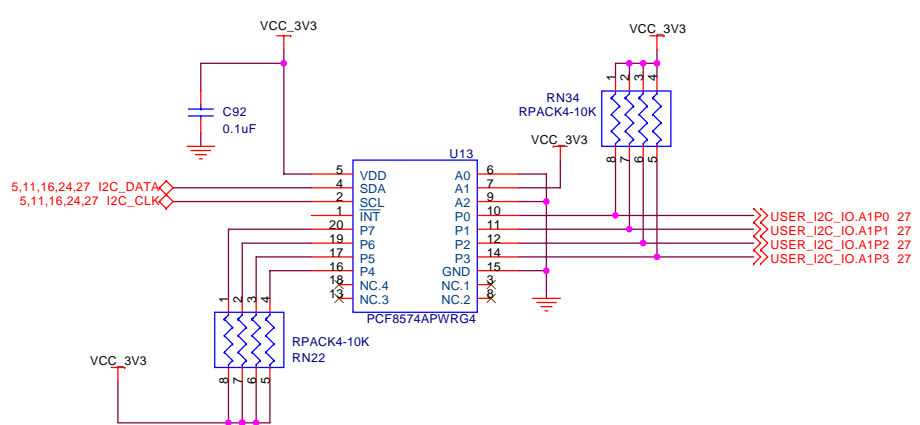 VCC_3V3
VCC_3V3
1
2
3
4
RN34
RPACK4-10K
C92
0.1uF
VCC_3V3
8
7
6
5
U13
5 VDD A0 6
5,11,16,24,27 I2C_DATA 4 SDA A1 7
5,11,16,24,27 I2C_CLK 2 SCL A2 9
1 INT P0 10 USER_I2C_IO.A1P0 27
20 P7 P1 11 USER_I2C_IO.A1P1 27
19 P6 P2 12 USER_I2C_IO.A1P2 27
17 P5 P3 14 USER_I2C_IO.A1P3 27
16 P4 GND 15
18 NC.4 NC.1 3
13 NC.3 NC.2 8
PCF8574APWRG4
1
2
3
4
RPACK4-10K
RN22
VCC_3V3
8
7
6
5